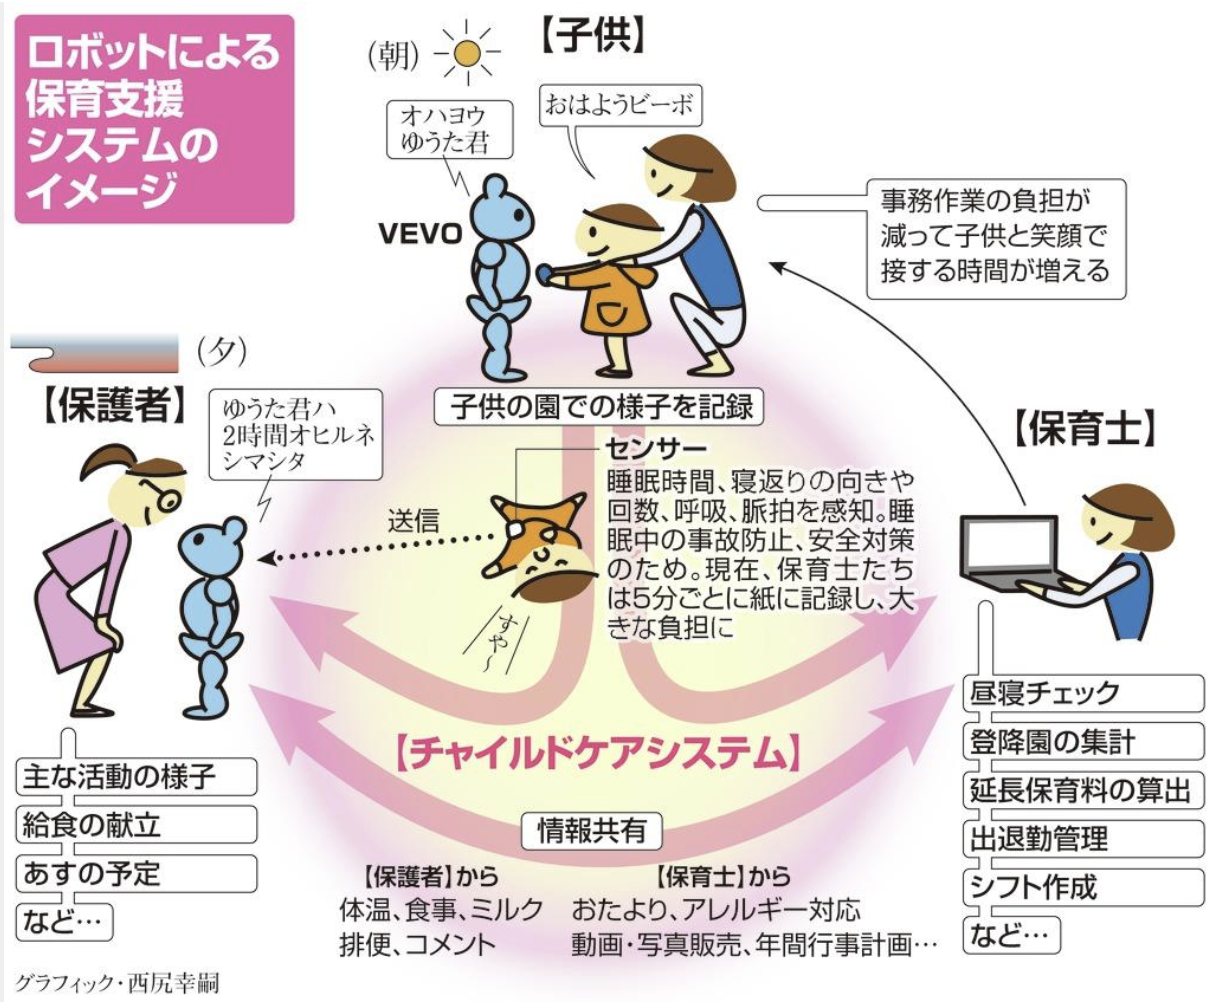 ロボットによる
保育支援
システムの
イメージ
(朝)
【子供】
オハヨウ
ゆうた君
おはようビーボ
VEVO
事務作業の負担が
減って子供と笑顔で
接する時間が増える
子供の園での様子を記録
(夕)
【保護者】
ゆうた君ハ
2時間オヒルネ
シマシタ
送信
センサー
睡眠時間、寝返りの向きや
回数、呼吸、脈拍を感知。睡
眠中の事故防止、安全対策
のため。現在、保育士たち
は5分ごとに紙に記録し、大
きな負担に
すや〜
【保育士】
主な活動の様子
給食の献立
あすの予定
など…
昼寝チェック
登降園の集計
延長保育料の算出
出退勤管理
シフト作成
など…
【チャイルドケアシステム】
情報共有
【保護者】から
体温、食事、ミルク
排便、コメント
【保育士】から
おたより、アレルギー対応
動画・写真販売、年間行事計画…
グラフィック・西尻幸嗣